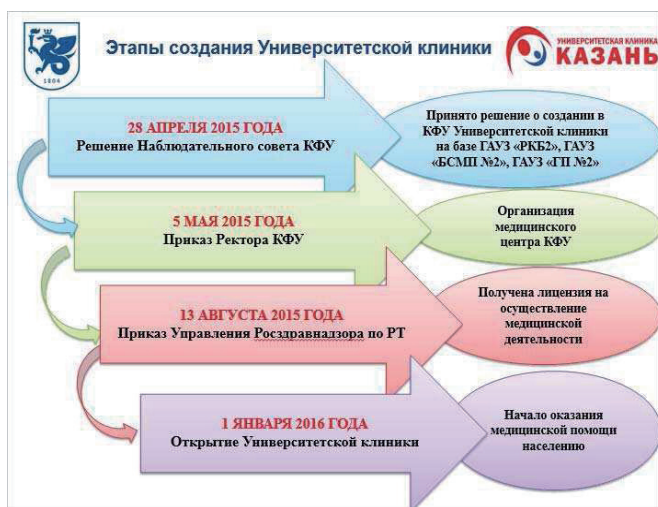 Этапы создания Университетской клиники
УНИВЕРСИТЕТСКАЯ КЛИНИКА
КАЗАНЬ
1804
28 АПРЕЛЯ 2015 ГОДА
Решение Наблюдательного совета КФУ
Принято решение о создании в
КФУ Университетской клиники
на базе ГАУЗ «РКБ2», ГАУЗ
«БСМП №2», ГАУЗ «ГП №2»
5 МАЯ 2015 ГОДА
Приказ Ректора КФУ
Организация
медицинского
центра КФУ
13 АВГУСТА 2015 ГОДА
Приказ Управления Росздравнадзора по РТ
Получена лицензия на
осуществление
медицинской
деятельности
1 ЯНВАРЯ 2016 ГОДА
Открытие Университетской клиники
Начало оказания
медицинской помощи
населению